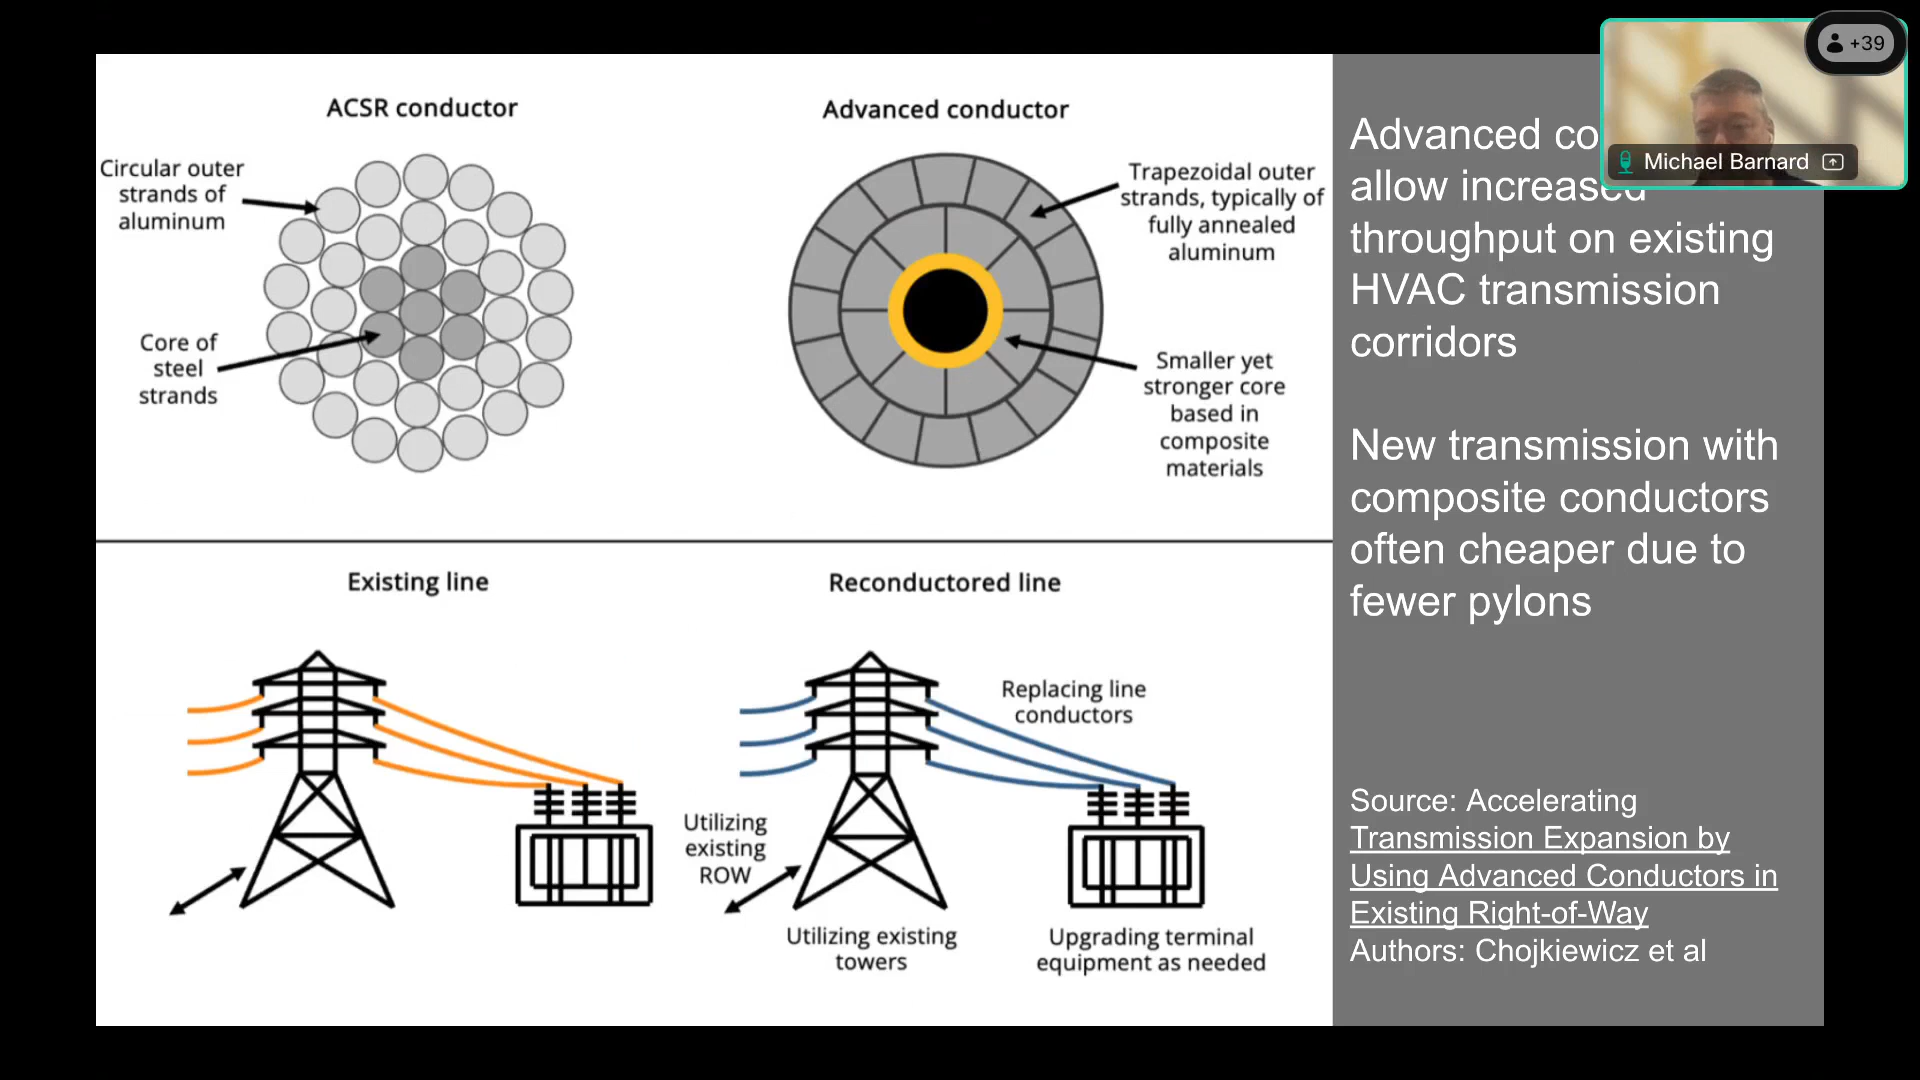 ACSR conductor
Circular outer
strands of
aluminum
Core of
steel
strands
Advanced conductor
Trapezoidal outer
strands, typically of
fully annealed
aluminum
Smaller yet
stronger core
based in
composite
materials
Existing line
Reconductored line
Replacing line
conductors
Utilizing
existing
ROW
Utilizing existing
towers
Upgrading terminal
equipment as needed
Advanced co
allow increased
throughput on existing
HVAC transmission
corridors
New transmission with
composite conductors
often cheaper due to
fewer pylons
Source: Accelerating
Transmission Expansion by
Using Advanced Conductors in
Existing Right-of-Way
Authors: Chojkiewicz et al
+39
Michael Barnard